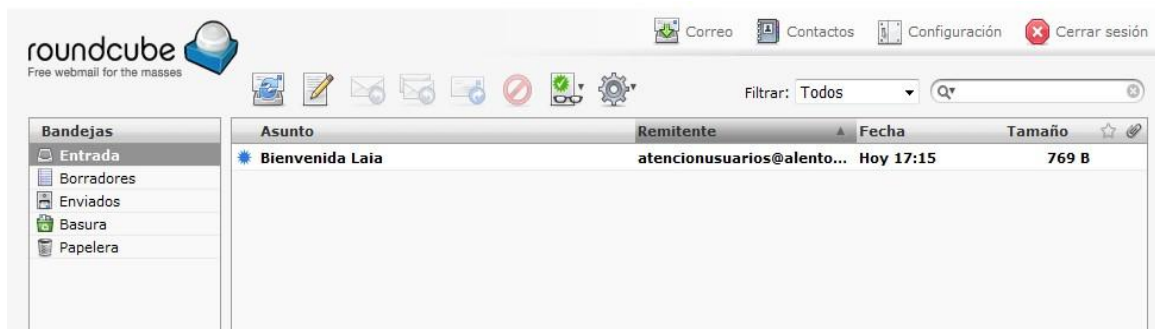 roundcube
Free webmail for the masses
Correo Contactos Configuración Cerrar sesión
Filtrar: Todos
Bandejas
Entrada
Borradores
Enviados
Basura
Papelera
Asunto Remitente Fecha Tamaño
Bienvenida Laia atencionusuarios@alento... Hoy 17:15 769 B